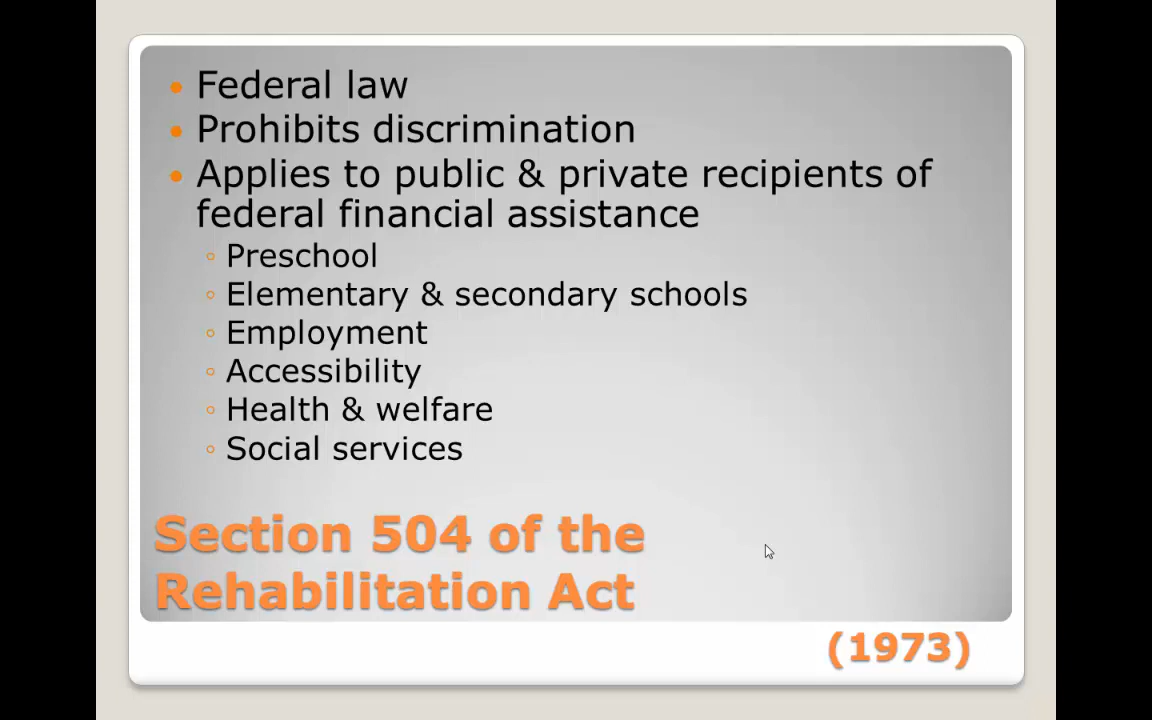 Federal law
Prohibits discrimination
Applies to public & private recipients of
federal financial assistance
Preschool
Elementary & secondary schools
Employment
Accessibility
Health & welfare
Social services
Section 504 of the
Rehabilitation Act
(1973)